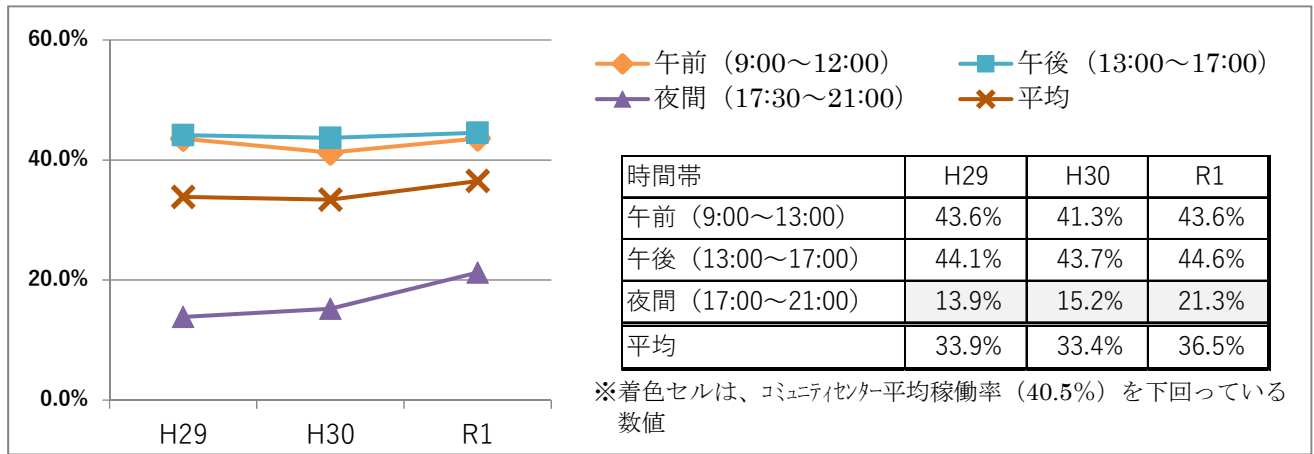 60.0%
40.0%
20.0%
0.0%
H29 H30 R1
午前（9:00～12:00） 午後（13:00～17:00）
夜間（17:30～21:00） 平均
時間帯 H29 H30 R1
午前（9:00～13:00） 43.6% 41.3% 43.6%
午後（13:00～17:00） 44.1% 43.7% 44.6%
夜間（17:00～21:00） 13.9% 15.2% 21.3%
平均 33.9% 33.4% 36.5%
※着色セルは、コミュニティセンター平均稼働率（40.5%）を下回っている
数値